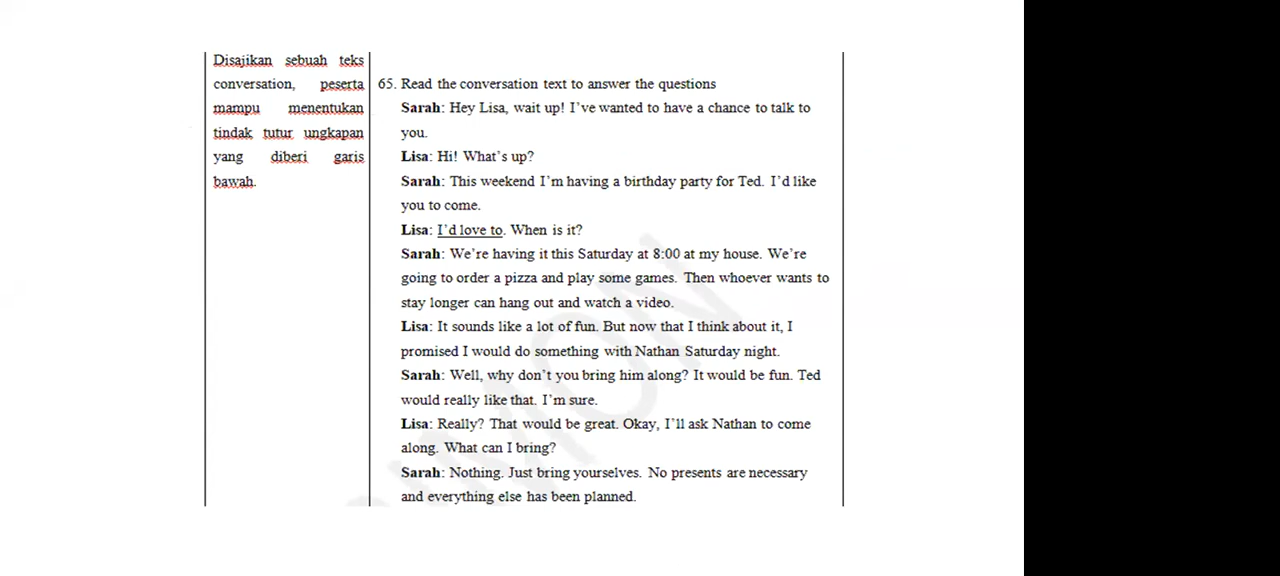 Disajikan sebuah teks
conversation, peserta
mampu menentukan
tindak tutur ungkapan
yang diberi garis
bawah.
65. Read the conversation text to answer the questions
Sarah: Hey Lisa, wait up! I've wanted to have a chance to talk to
you.
Lisa: Hi! What's up?
Sarah: This weekend I'm having a birthday party for Ted. I'd like
you to come.
Lisa: I'd love to. When is it?
Sarah: We're having it this Saturday at 8:00 at my house. We're
going to order a pizza and play some games. Then whoever wants to
stay longer can hang out and watch a video.
Lisa: It sounds like a lot of fun. But now that I think about it, I
promised I would do something with Nathan Saturday night.
Sarah: Well, why don't you bring him along? It would be fun. Ted
would really like that. I'm sure.
Lisa: Really? That would be great. Okay, I'll ask Nathan to come
along. What can I bring?
Sarah: Nothing. Just bring yourselves. No presents are necessary
and everything else has been planned.